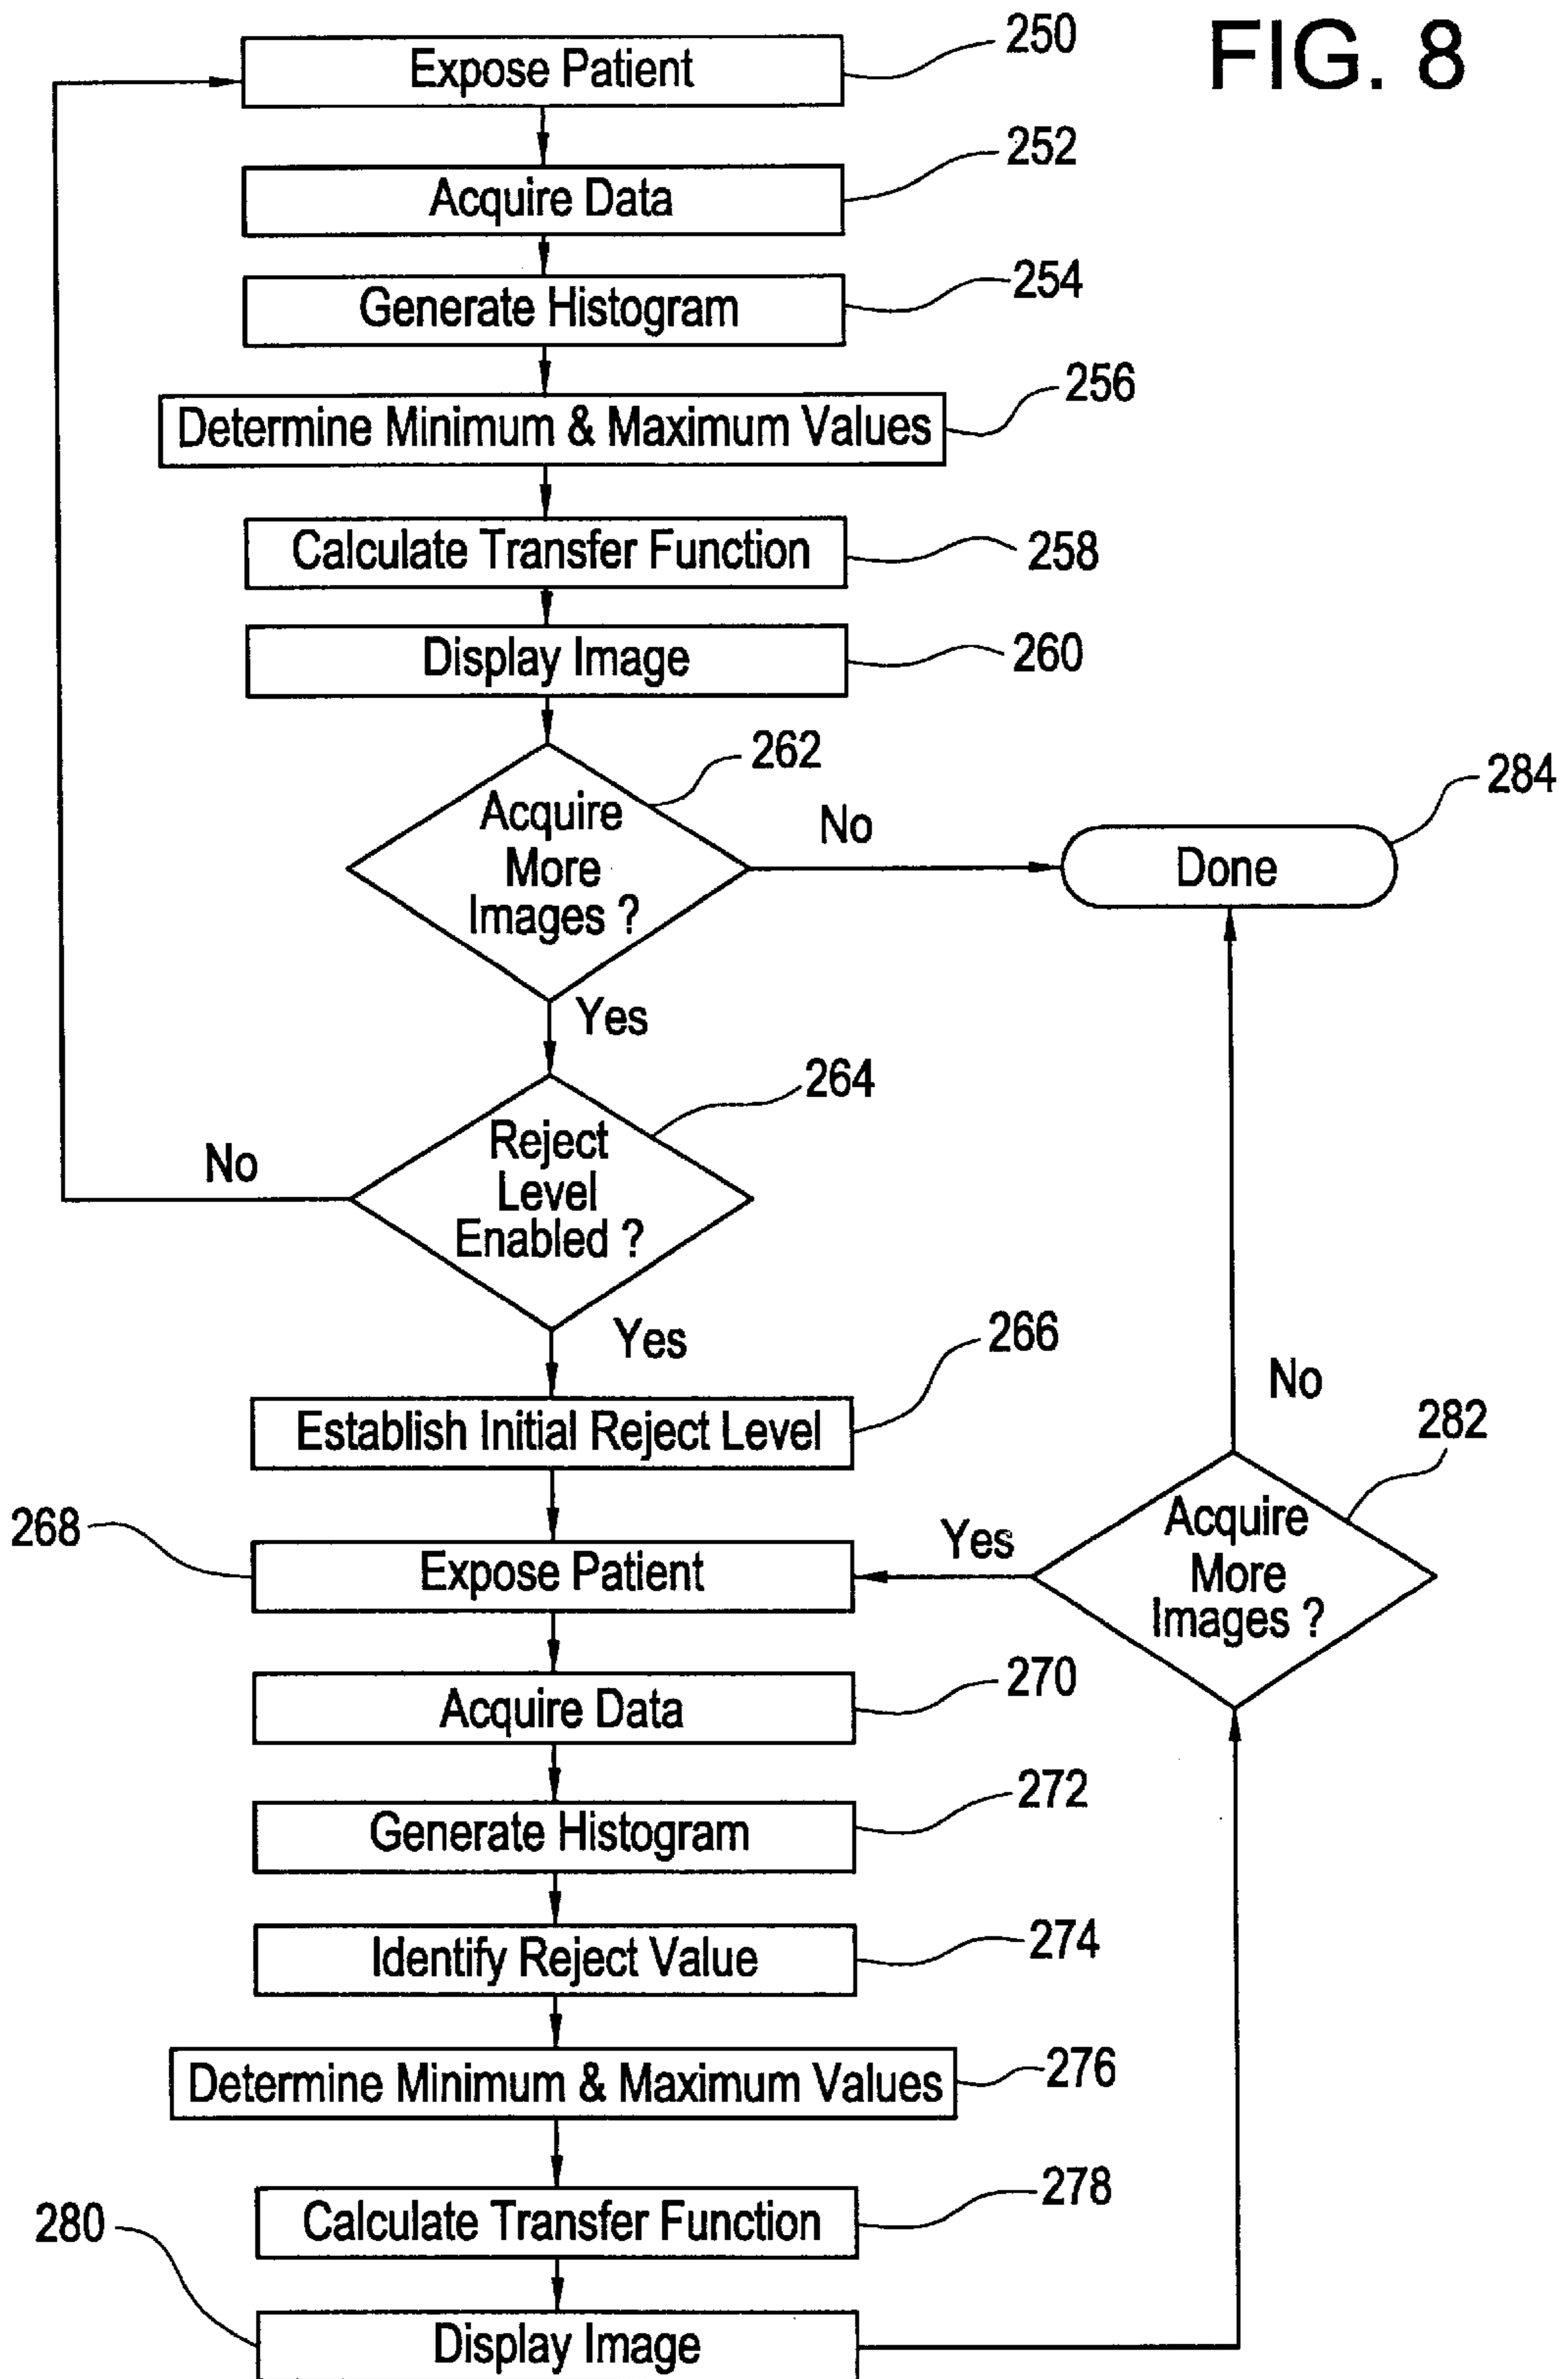 FIG. 8
Expose Patient
250
Acquire Data
252
Generate Histogram
254
Determine Minimum & Maximum Values
256
Calculate Transfer Function
258
Display Image
260
Acquire
More
Images ?
262
No
Done
284
Yes
Reject
Level
Enabled ?
264
No
Yes
Establish Initial Reject Level
266
268
Expose Patient
Yes
Acquire
More
Images ?
282
No
Acquire Data
270
Generate Histogram
272
Identify Reject Value
274
Determine Minimum & Maximum Values
276
Calculate Transfer Function
278
280
Display Image